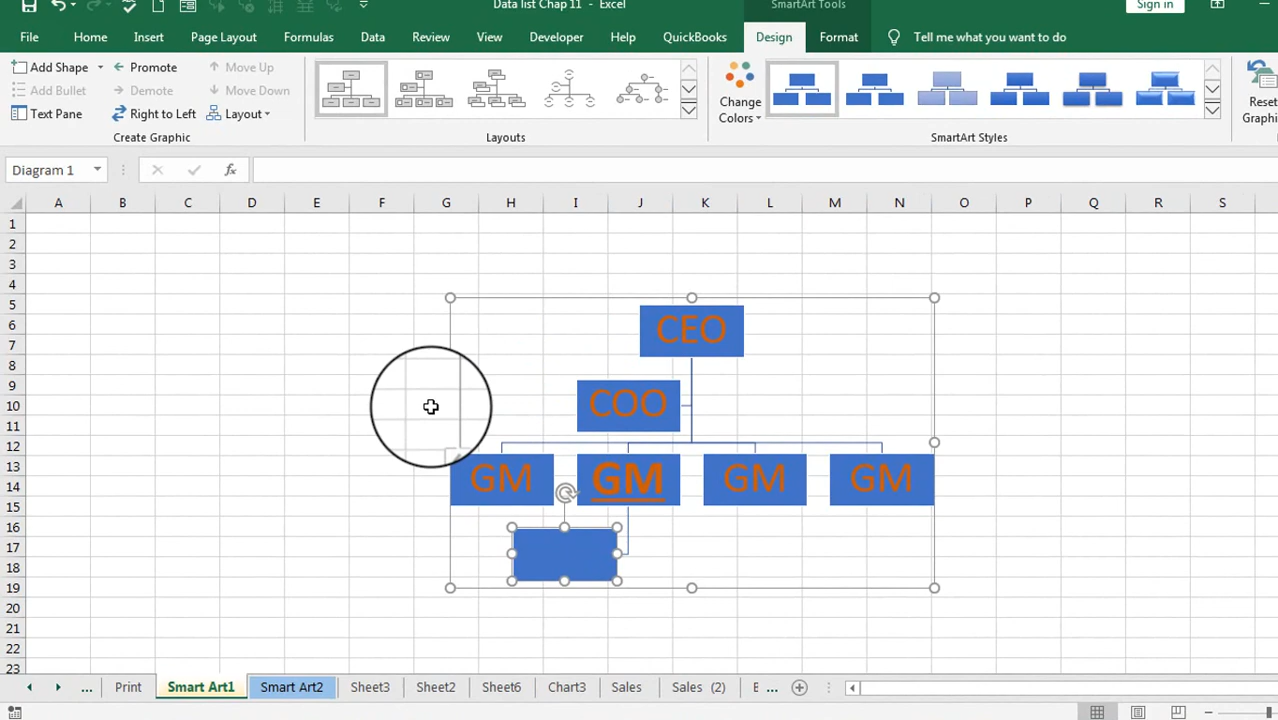 Data list Chap 11 - Excel
SmartArt Tools
Sign in
File Home Insert Page Layout Formulas Data Review View Developer Help QuickBooks Design Format Tell me what you want to do
Add Shape Promote Move Up
Add Bullet Demote Move Down
Text Pane Right to Left Layout
Create Graphic
Layouts
Change
Colors
SmartArt Styles
Reset
Graphi
Diagram 1
fx
A B C D E F G H I J K L M N O P Q R S
1
2
3
4
5
6
7
8
9
10
11
12
13
14
15
16
17
18
19
20
21
22
23
CEO
COO
GM GM GM GM
... Print Smart Art1 Smart Art2 Sheet3 Sheet2 Sheet6 Chart3 Sales Sales (2) ...